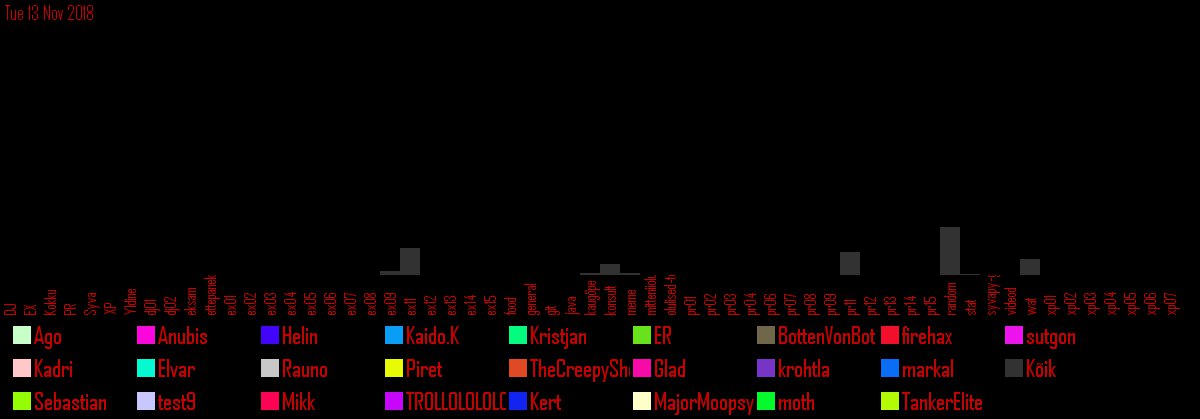 Tue 13 Nov 2018
DJ EX Kokku PR Syva XP Yldine dj01 dj02 eksam ettepanek ex01 ex02 ex03 ex04 ex05 ex06 ex07 ex08 ex09 ex11 ex12 ex13 ex14 ex15 food general git java kaugõpe konsult meme olulised-h pr01 pr02 pr03 pr04 pr06 pr07 pr08 pr09 pr11 pr12 pr13 pr14 pr15 random stat videod wat xp01 xp02 xp03 xp04 xp05 xp06 xp07
Ago Anubis Helin Kaido.K Kristjan ER BottenVonBot firehax sutgon
Kadri Elvar Rauno Piret TheCreepySh Glad krohtla markal Kõik
Sebastian test9 Mikk TROLLOLOLOLO Kert MajorMoopsy moth TankerElite